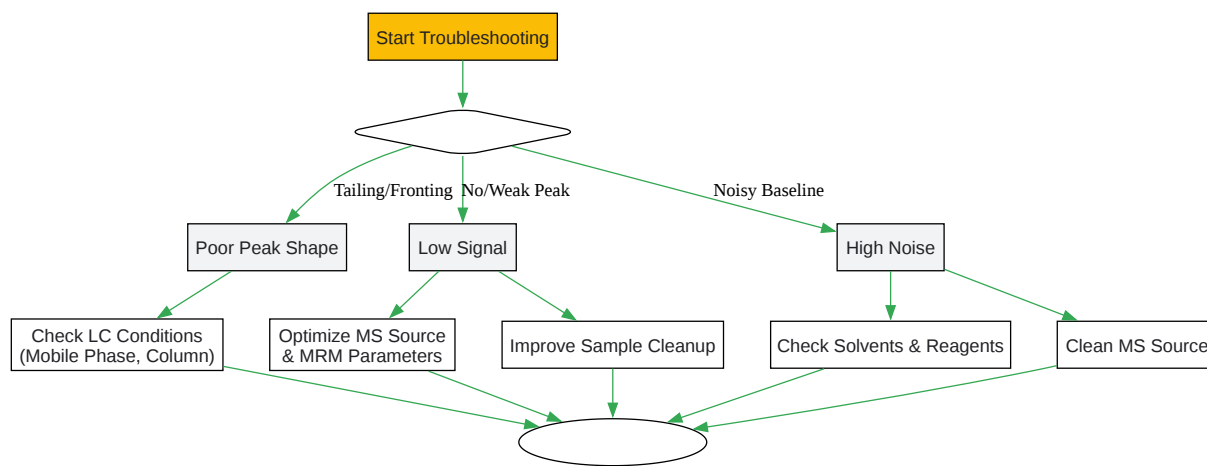 Start Troubleshooting
Tailing/Fronting
No/Weak Peak
Noisy Baseline
Poor Peak Shape
Low Signal
High Noise
Check LC Conditions
(Mobile Phase, Column)
Optimize MS Source
& MRM Parameters
Improve Sample Cleanup
Check Solvents & Reagents
Clean MS Source